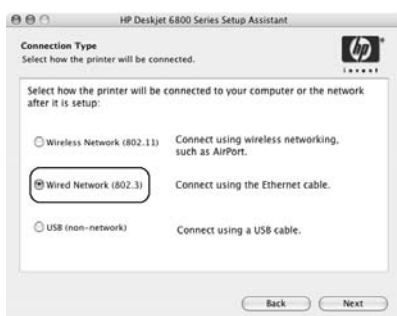 HP Deskjet 6800 Series Setup Assistant
Connection Type
Select how the printer will be connected.
hp
invent
Select how the printer will be connected to your computer or the network
after it is setup:
Wireless Network (802.11)
Connect using wireless networking,
such as AirPort.
Wired Network (802.3)
Connect using the Ethernet cable.
USB (non-network)
Connect using a USB cable.
Back
Next